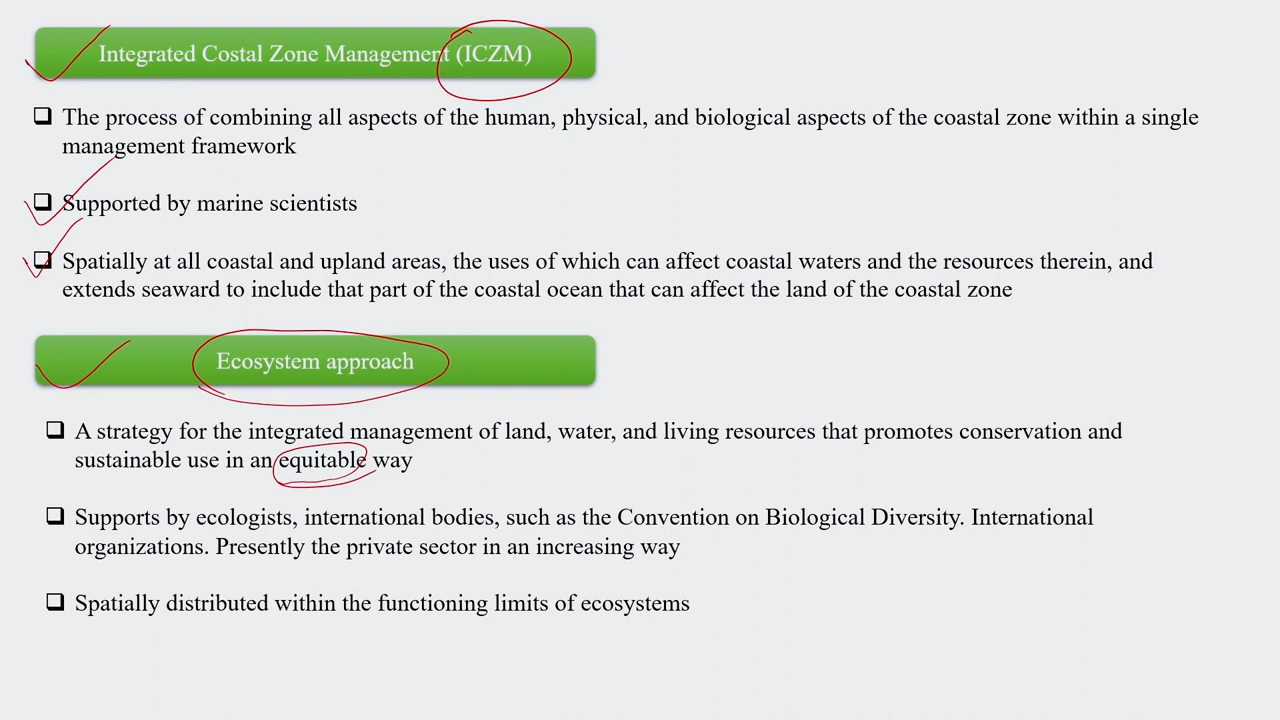 Integrated Costal Zone Management (ICZM)
The process of combining all aspects of the human, physical, and biological aspects of the coastal zone within a single
management framework
Supported by marine scientists
Spatially at all coastal and upland areas, the uses of which can affect coastal waters and the resources therein, and
extends seaward to include that part of the coastal ocean that can affect the land of the coastal zone
Ecosystem approach
A strategy for the integrated management of land, water, and living resources that promotes conservation and
sustainable use in an equitable way
Supports by ecologists, international bodies, such as the Convention on Biological Diversity. International
organizations. Presently the private sector in an increasing way
Spatially distributed within the functioning limits of ecosystems